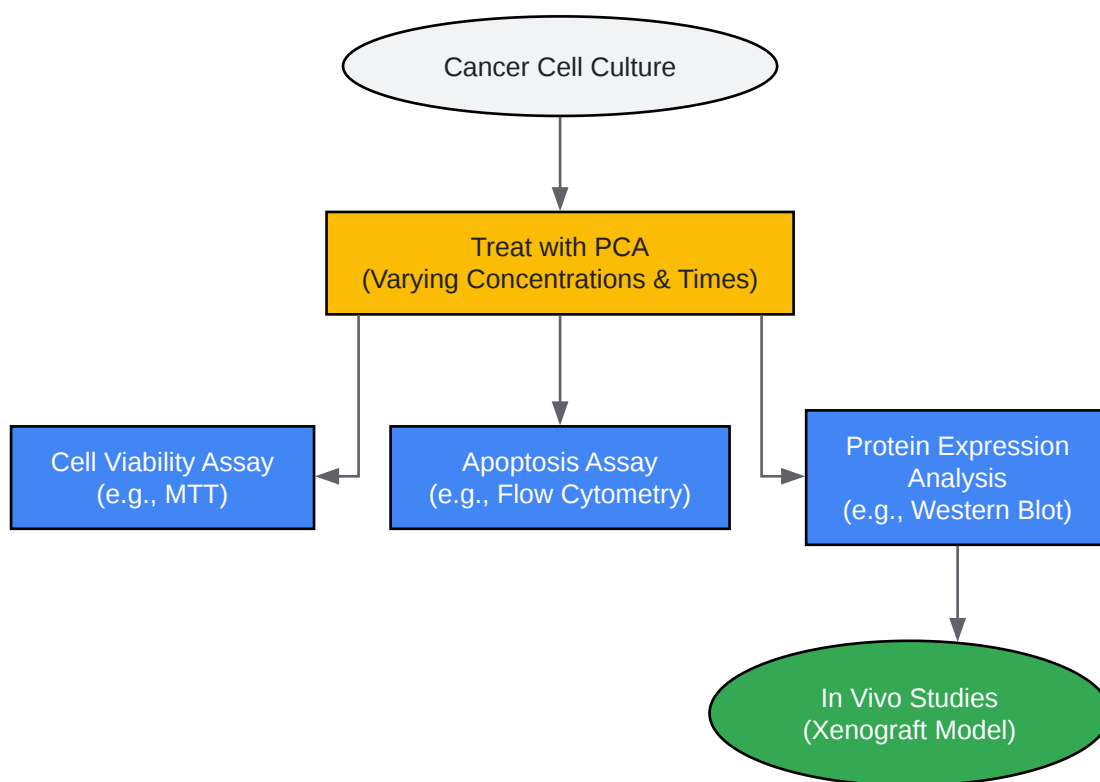 Cancer Cell Culture
Treat with PCA
(Varying Concentrations & Times)
Cell Viability Assay
(e.g., MTT)
Apoptosis Assay
(e.g., Flow Cytometry)
Protein Expression
Analysis
(e.g., Western Blot)
In Vivo Studies
(Xenograft Model)